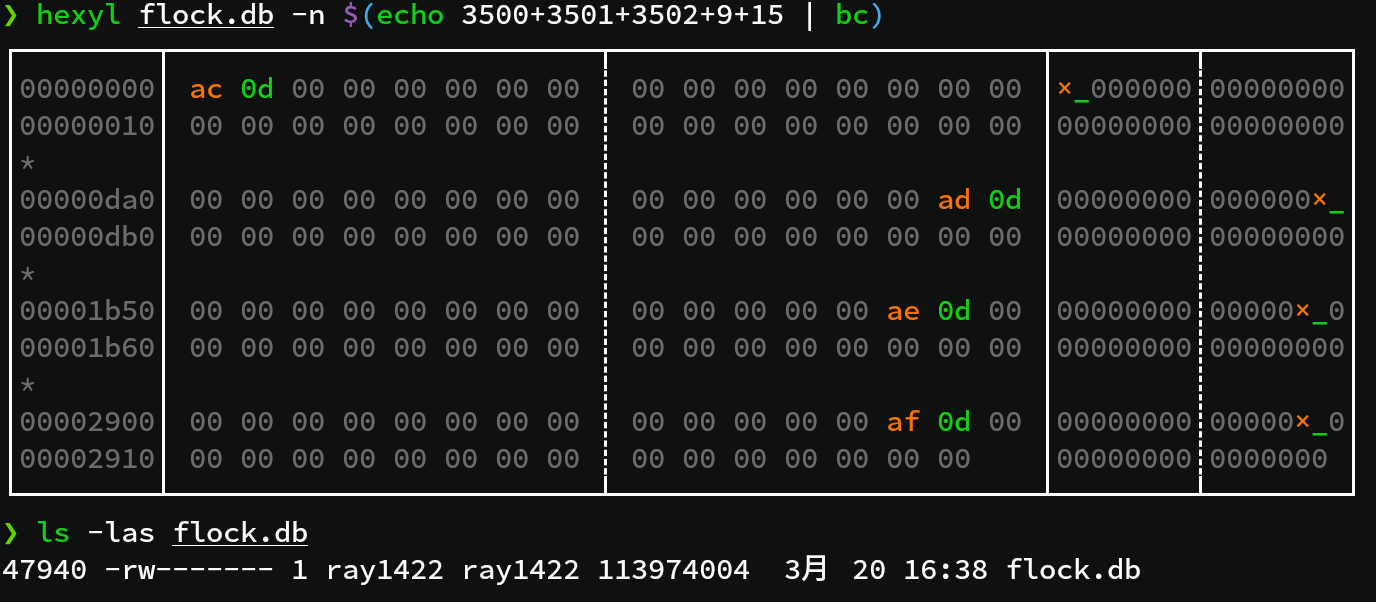 ❯ hexyl flock.db -n $(echo 3500+3501+3502+9+15 | bc)
00000000 ac 0d 00 00 00 00 00 00 00 00 00 00 00 00 00 00 ×_000000 00000000
00000010 00 00 00 00 00 00 00 00 00 00 00 00 00 00 00 00 00000000 00000000
*
00000da0 00 00 00 00 00 00 00 00 00 00 00 00 00 00 ad 0d 00000000 000000×_
00000db0 00 00 00 00 00 00 00 00 00 00 00 00 00 00 00 00 00000000 00000000
*
00001b50 00 00 00 00 00 00 00 00 00 00 00 00 00 ae 0d 00 00000000 00000×_0
00001b60 00 00 00 00 00 00 00 00 00 00 00 00 00 00 00 00 00000000 00000000
*
00002900 00 00 00 00 00 00 00 00 00 00 00 00 00 af 0d 00 00000000 00000×_0
00002910 00 00 00 00 00 00 00 00 00 00 00 00 00 00 00 00000000 0000000
❯ ls -las flock.db
47940 -rw------- 1 ray1422 ray1422 113974004  3月  20 16:38 flock.db